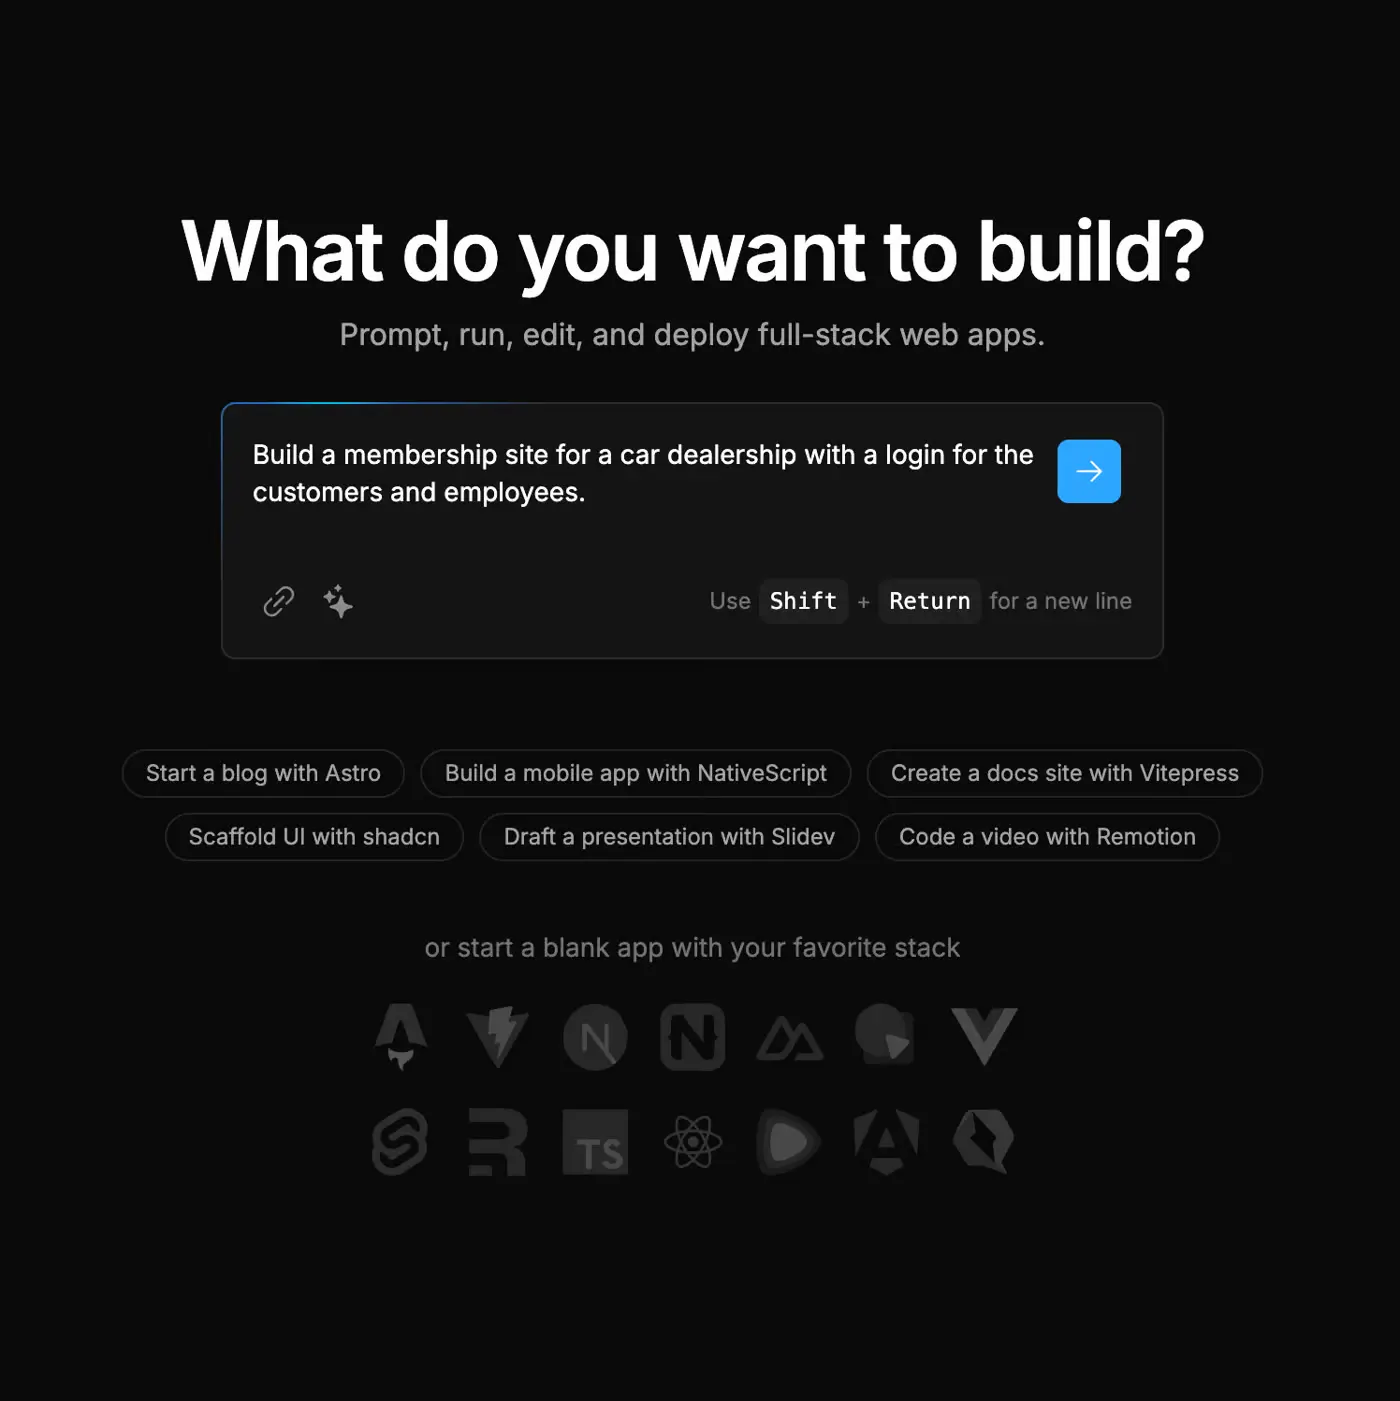 What do you want to build?
Prompt, run, edit, and deploy full-stack web apps.
Build a membership site for a car dealership with a login for the
customers and employees.
Use Shift + Return for a new line
Start a blog with Astro
Build a mobile app with NativeScript
Create a docs site with Vitepress
Scaffold UI with shadcn
Draft a presentation with Slidev
Code a video with Remotion
or start a blank app with your favorite stack
N
N
TS